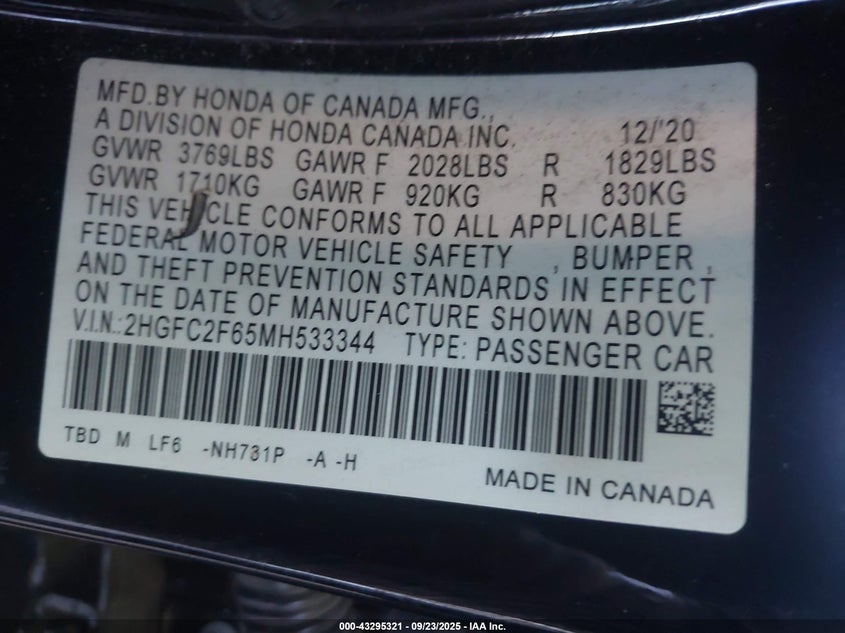 MFD.BY HONDA OF CANADA MFG.,
A DIVISION OF HONDA CANADA INC. 12/'20
GVWR 3769LBS GAWR F 2028LBS R 1829LBS
GVWR 1710KG GAWR F 920KG R 830KG
THIS VEHICLE CONFORMS TO ALL APPLICABLE
FEDERAL MOTOR VEHICLE SAFETY , BUMPER ,
AND THEFT PREVENTION STANDARDS IN EFFECT
ON THE DATE OF MANUFACTURE SHOWN ABOVE.
V.I.N.:2HGFC2F65MH533344 TYPE: PASSENGER CAR
TBD M LF6 -NH731P -A -H
MADE IN CANADA
000-43295321 - 09/23/2025 - IAA Inc.